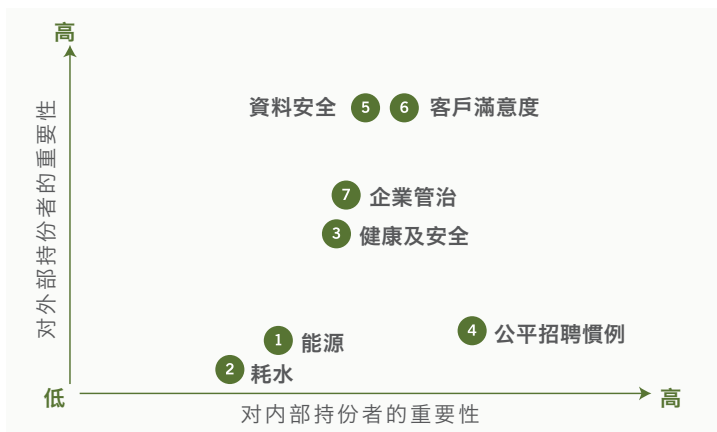 高
对外部持份者的重要性
資料安全 5 6 客戶滿意度
7 企業管治
3 健康及安全
4 公平招聘慣例
1 能源
2 耗水
低
高
对内部持份者的重要性